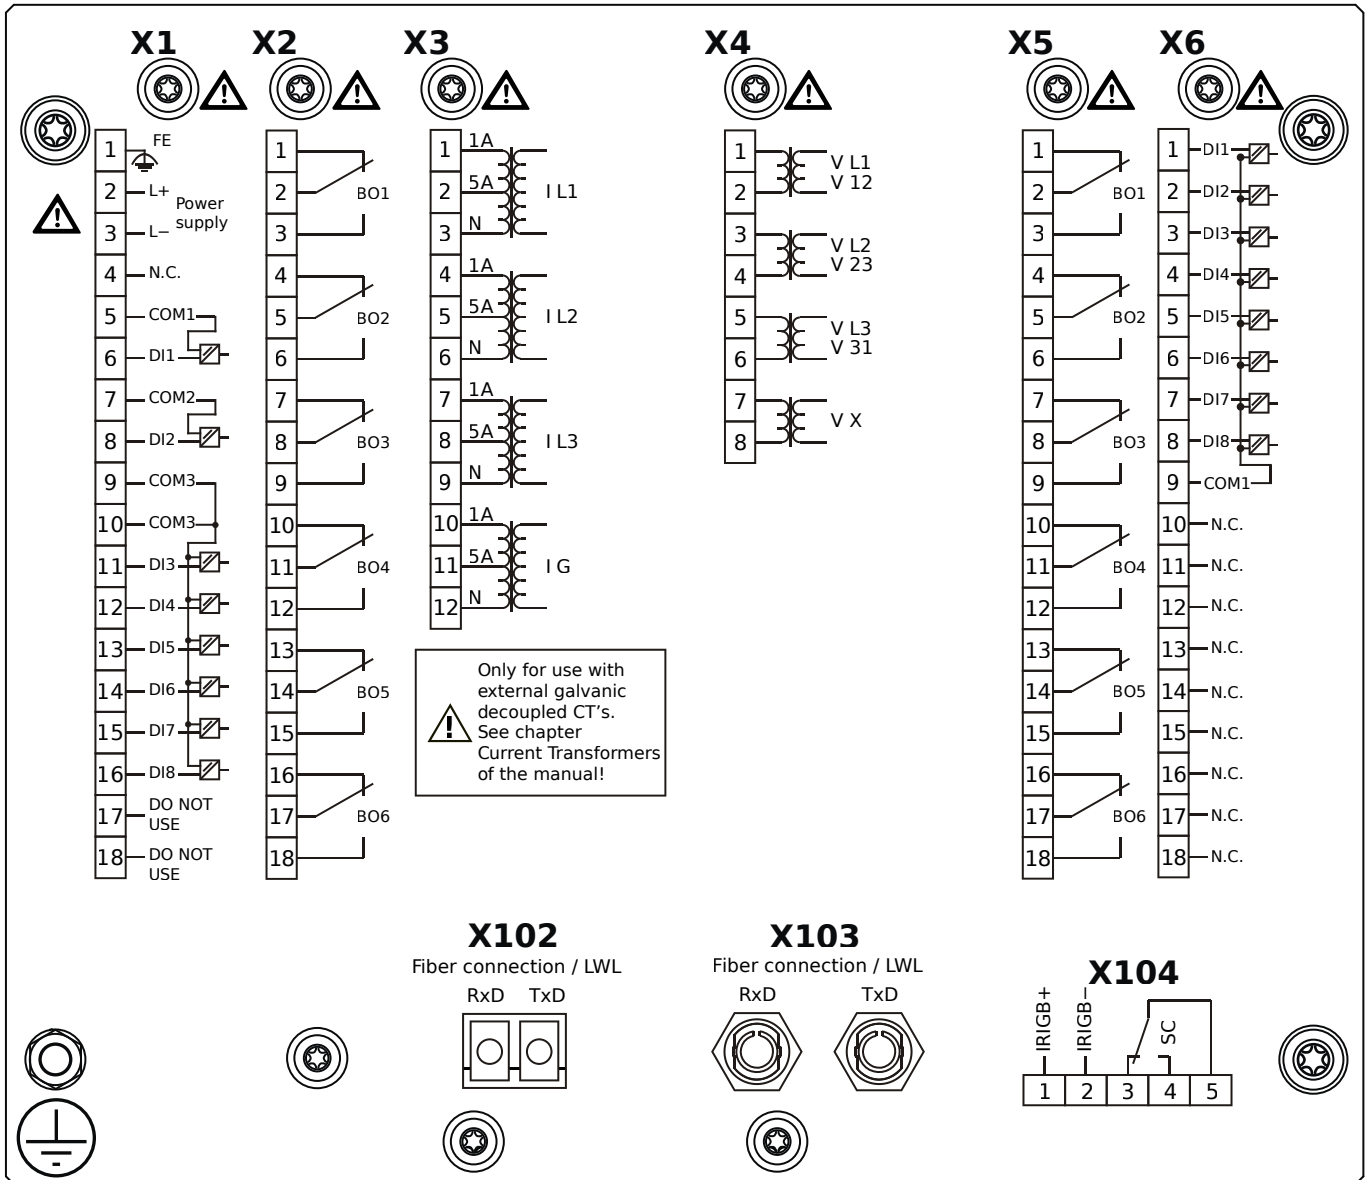 X1 X2 X3 X4 X5 X6
1 FE
2 L+
Power
supply
3 L−
4 N.C.
5 COM1
6 DI1
7 COM2
8 DI2
9 COM3
10 COM3
11 DI3
12 DI4
13 DI5
14 DI6
15 DI7
16 DI8
17 DO NOT
USE
18 DO NOT
USE
1
2 BO1
3
4
5 BO2
6
7
8 BO3
9
10
11 BO4
12
13
14 BO5
15
16
17 BO6
18
1 1A
2 5A I L1
3 N
4 1A
5 5A I L2
6 N
7 1A
8 5A I L3
9 N
10 1A
11 5A I G
12 N
Only for use with
external galvanic
decoupled CT's.
See chapter
Current Transformers
of the manual!
1 V L1
2 V 12
3 V L2
4 V 23
5 V L3
6 V 31
7 V X
8
1
2 BO1
3
4
5 BO2
6
7
8 BO3
9
10
11 BO4
12
13
14 BO5
15
16
17 BO6
18
1 DI1
2 DI2
3 DI3
4 DI4
5 DI5
6 DI6
7 DI7
8 DI8
9 COM1
10 N.C.
11 N.C.
12 N.C.
13 N.C.
14 N.C.
15 N.C.
16 N.C.
17 N.C.
18 N.C.
X102
Fiber connection / LWL
RxD TxD
X103
Fiber connection / LWL
RxD TxD
X104
IRIGB+
IRIGB−
SC
1 2 3 4 5